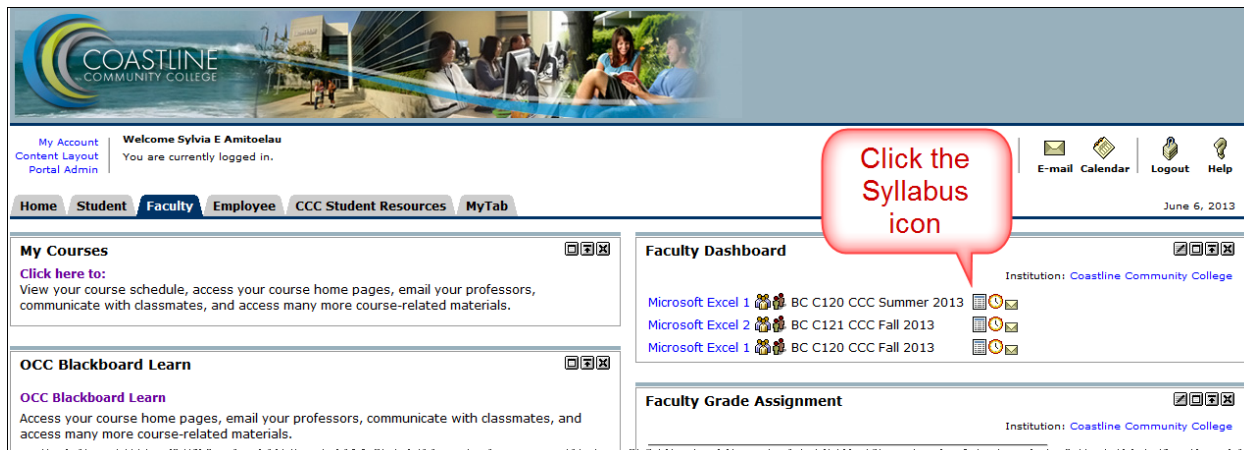 COASTLINE
COMMUNITY COLLEGE
My Account
Content Layout
Portal Admin
Welcome Sylvia E Amitoelau
You are currently logged in.
Click the
Syllabus
icon
E-mail Calendar Logout Help
Home Student Faculty Employee CCC Student Resources MyTab
June 6, 2013
My Courses
Click here to:
View your course schedule, access your course home pages, email your professors,
communicate with classmates, and access many more course-related materials.
OCC Blackboard Learn
OCC Blackboard Learn
Access your course home pages, email your professors, communicate with classmates, and
access many more course-related materials.
Faculty Dashboard
Institution: Coastline Community College
Microsoft Excel 1 BC C120 CCC Summer 2013
Microsoft Excel 2 BC C121 CCC Fall 2013
Microsoft Excel 1 BC C120 CCC Fall 2013
Faculty Grade Assignment
Institution: Coastline Community College